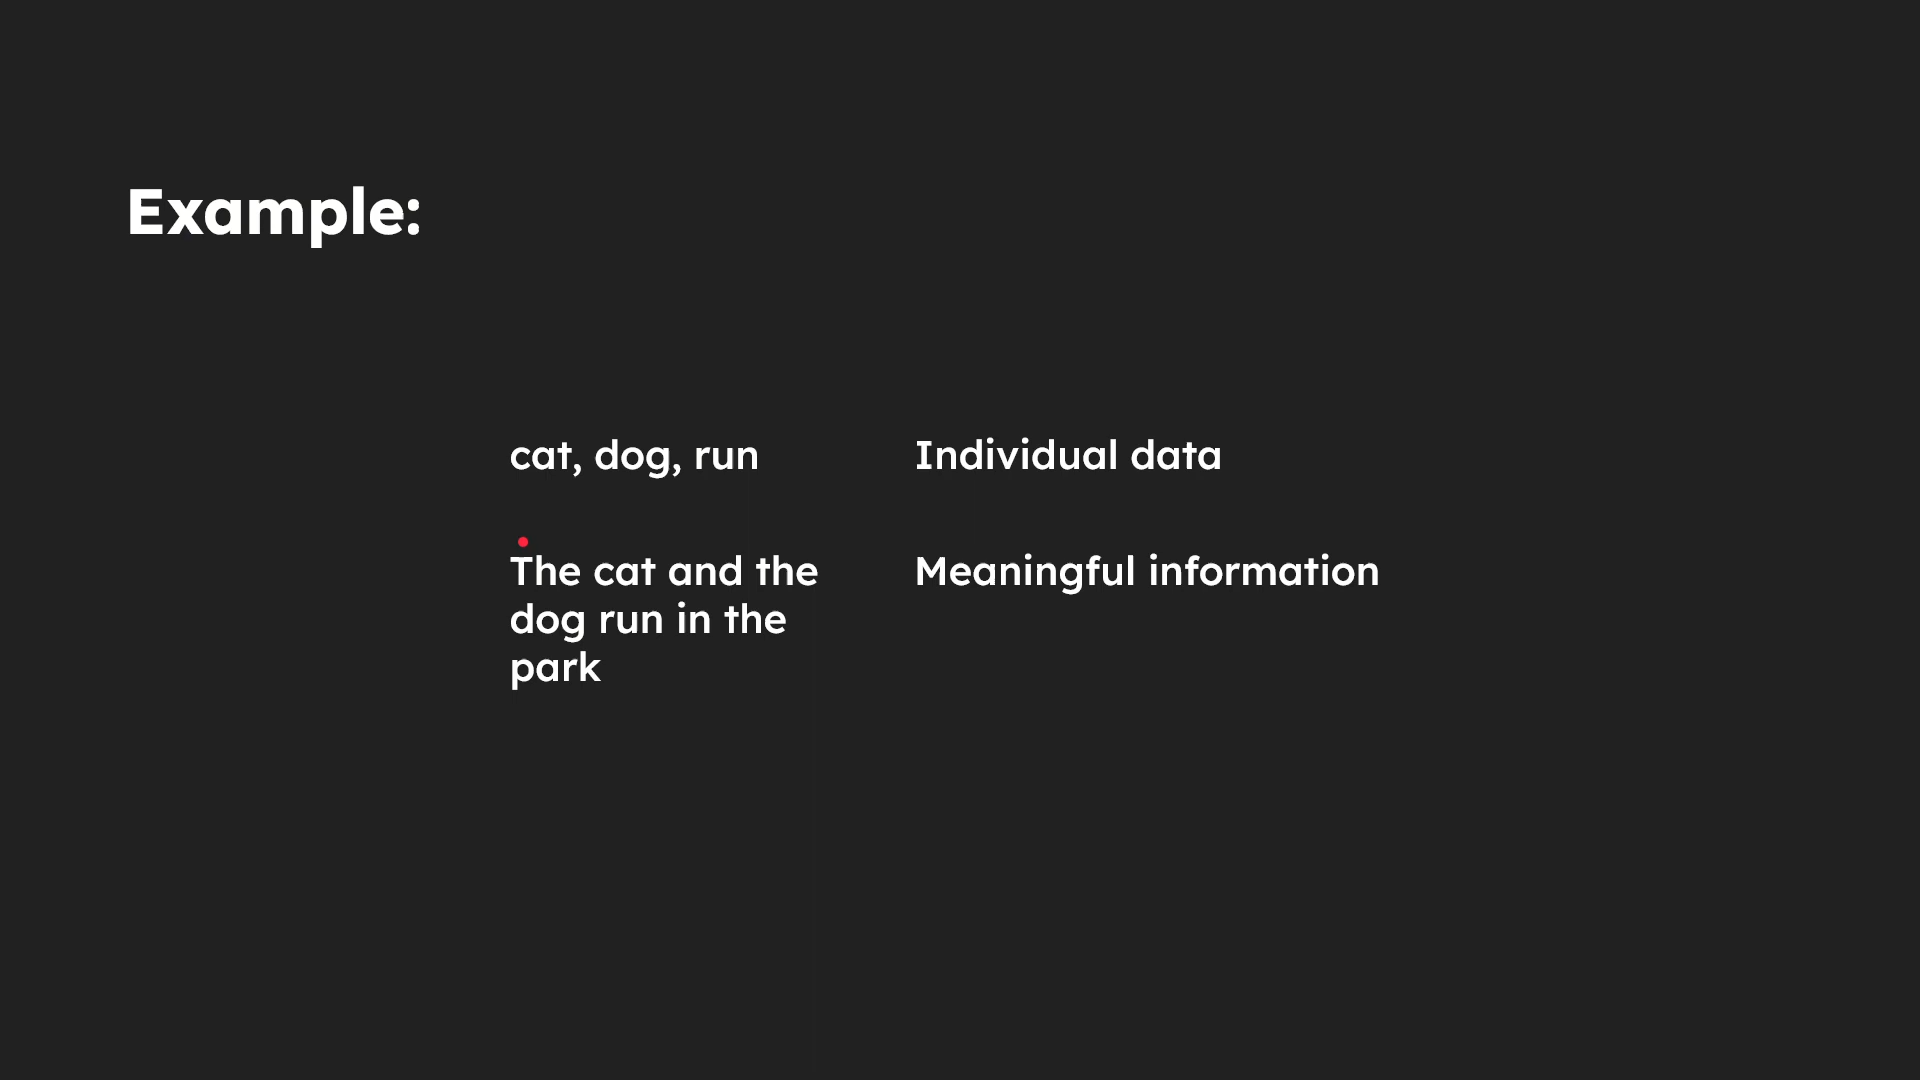 Example:
cat, dog, run
Individual data
The cat and the
dog run in the
park
Meaningful information